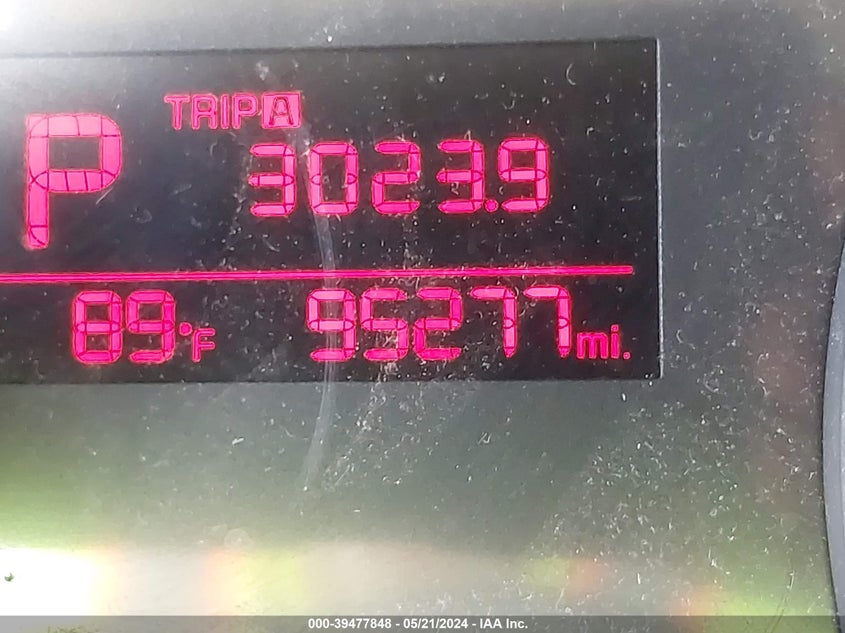 P TRIP A
3023.9
89°F 95277 mi.
000-39477848 - 05/21/2024 - IAA Inc.